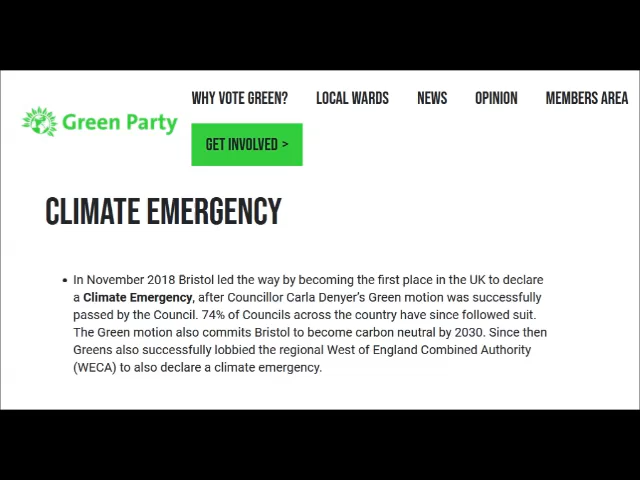 WHY VOTE GREEN? LOCAL WARDS NEWS OPINION MEMBERS AREA
Green Party
GET INVOLVED >
CLIMATE EMERGENCY
• In November 2018 Bristol led the way by becoming the first place in the UK to declare
a Climate Emergency, after Councillor Carla Denyer's Green motion was successfully
passed by the Council. 74% of Councils across the country have since followed suit.
The Green motion also commits Bristol to become carbon neutral by 2030. Since then
Greens also successfully lobbied the regional West of England Combined Authority
(WECA) to also declare a climate emergency.